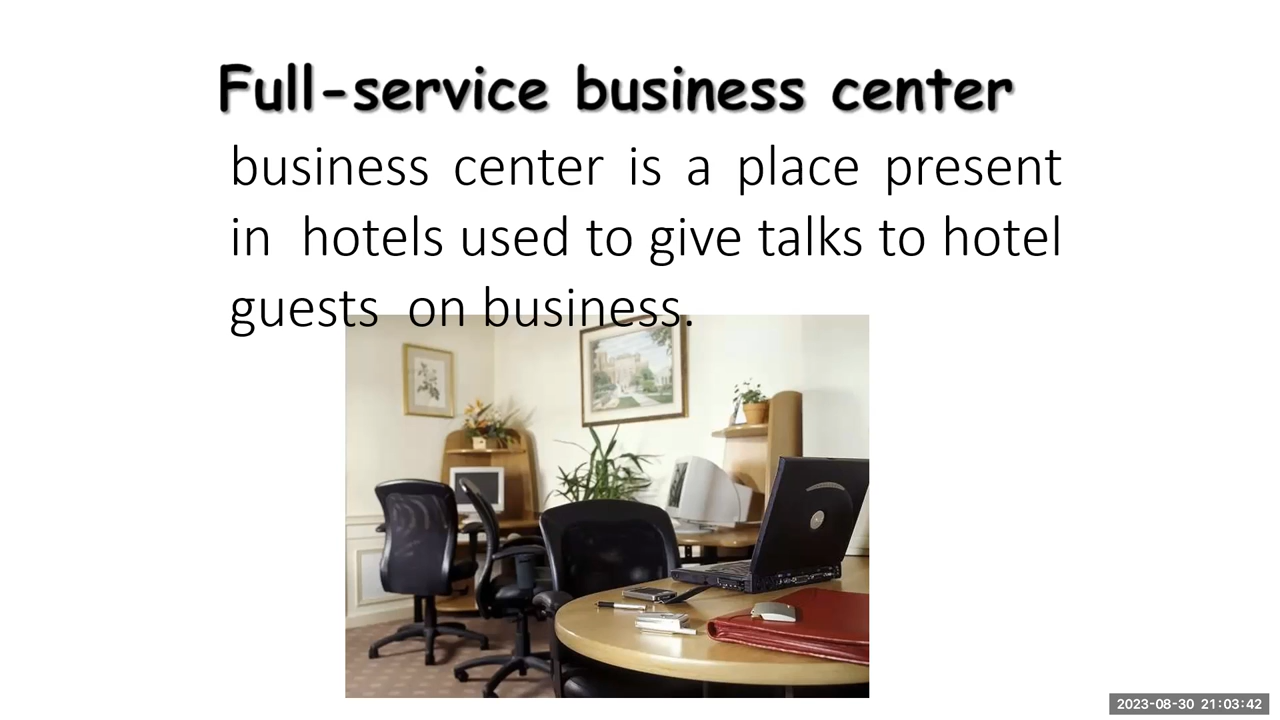 Full-service business center
business center is a place present
in hotels used to give talks to hotel
guests on business.
2023-08-30 21:03:42